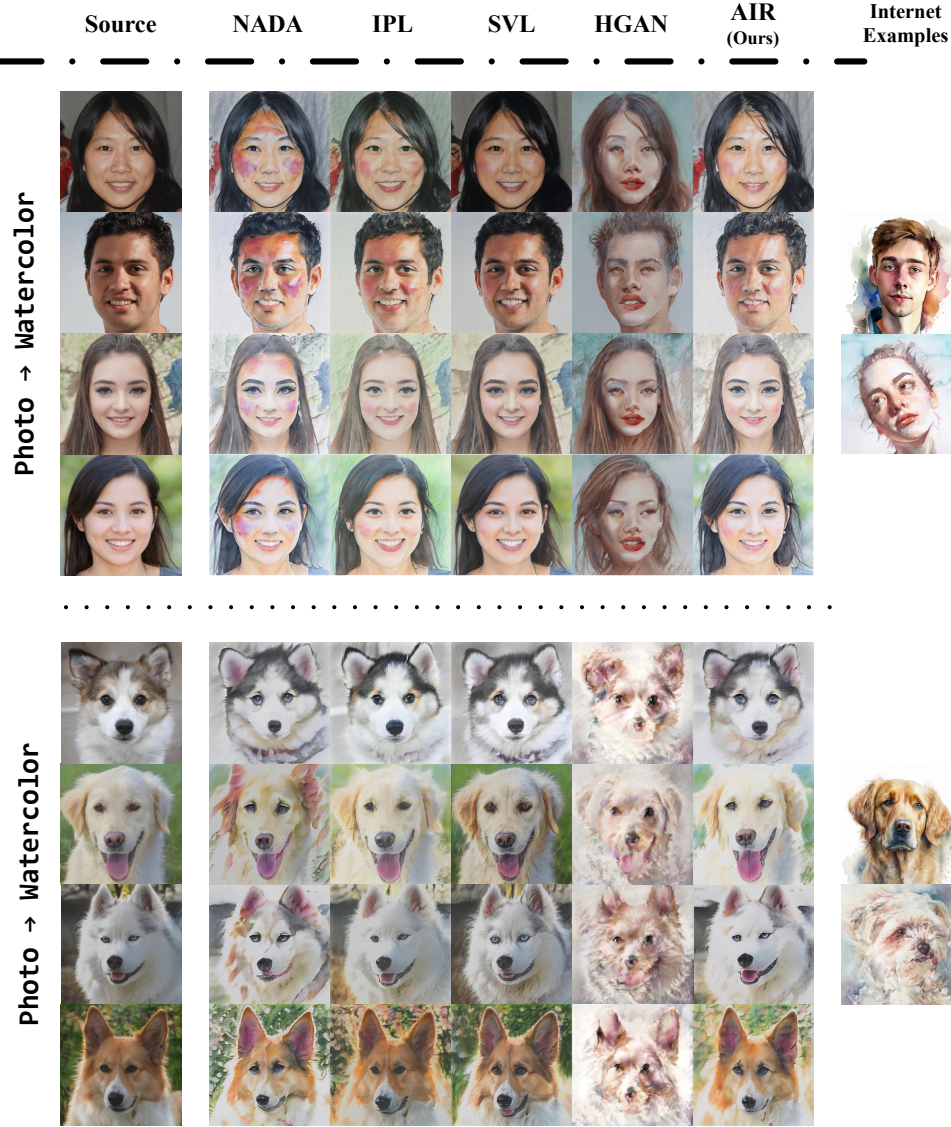 Source NADA IPL SVL HGAN AIR (Ours) Internet Examples
Photo → Watercolor
Photo → Watercolor